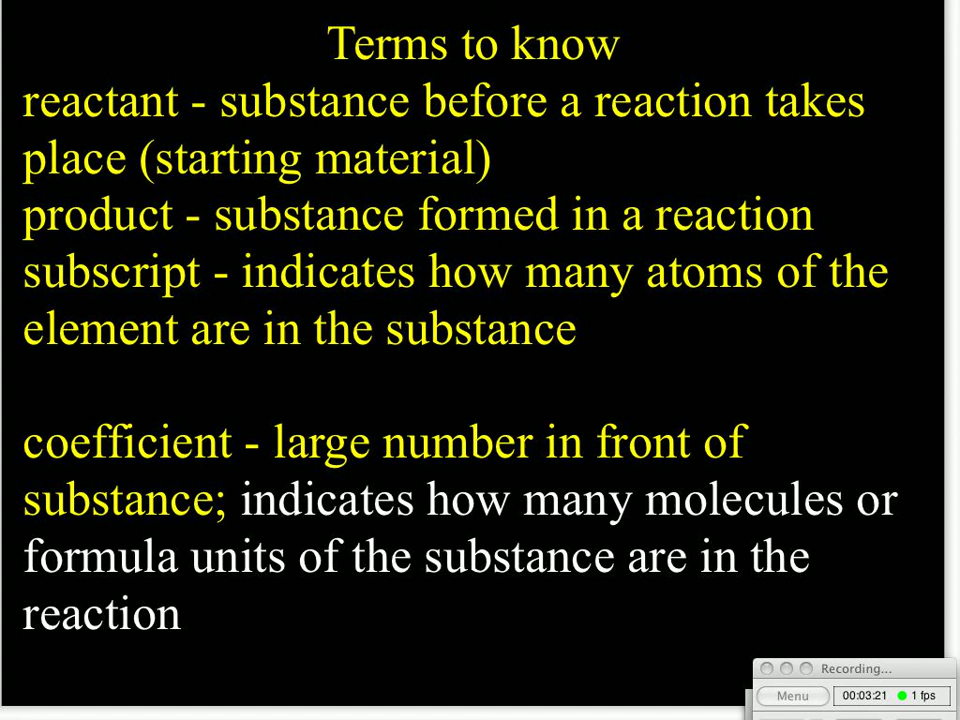 Terms to know
reactant - substance before a reaction takes
place (starting material)
product - substance formed in a reaction
subscript - indicates how many atoms of the
element are in the substance
coefficient - large number in front of
substance; indicates how many molecules or
formula units of the substance are in the
reaction
Recording...
Menu 00:03:21 1 fps